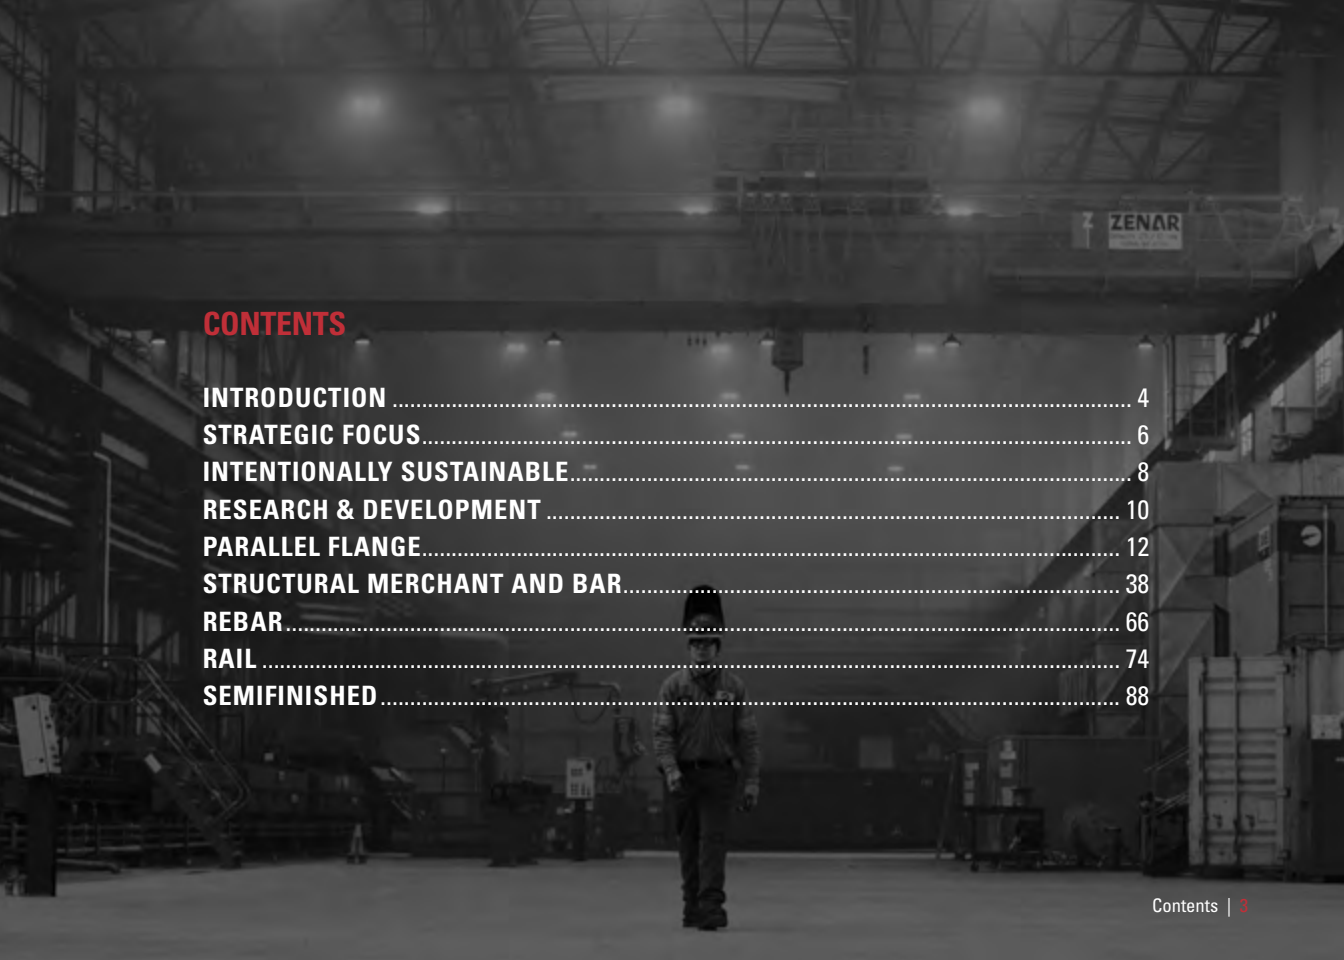 ZENAR
CONTENTS
INTRODUCTION ........ 4
STRATEGIC FOCUS........ 6
INTENTIONALLY SUSTAINABLE........ 8
RESEARCH & DEVELOPMENT ........ 10
PARALLEL FLANGE........ 12
STRUCTURAL MERCHANT AND BAR........ 38
REBAR........ 66
RAIL ........ 74
SEMIFINISHED........ 88
Contents | 3